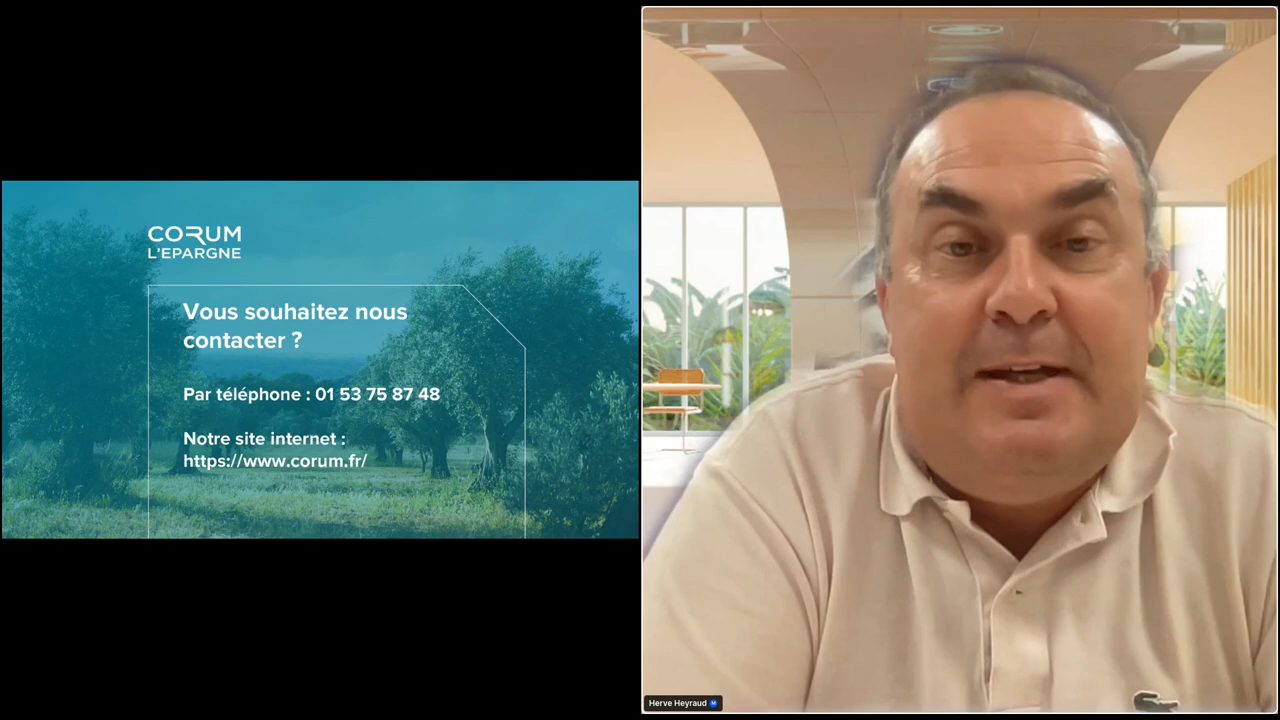 CORUM
L'EPARGNE
Vous souhaitez nous
contacter ?
Par téléphone : 01 53 75 87 48
Notre site internet :
https://www.corum.fr/
Herve Heyraud